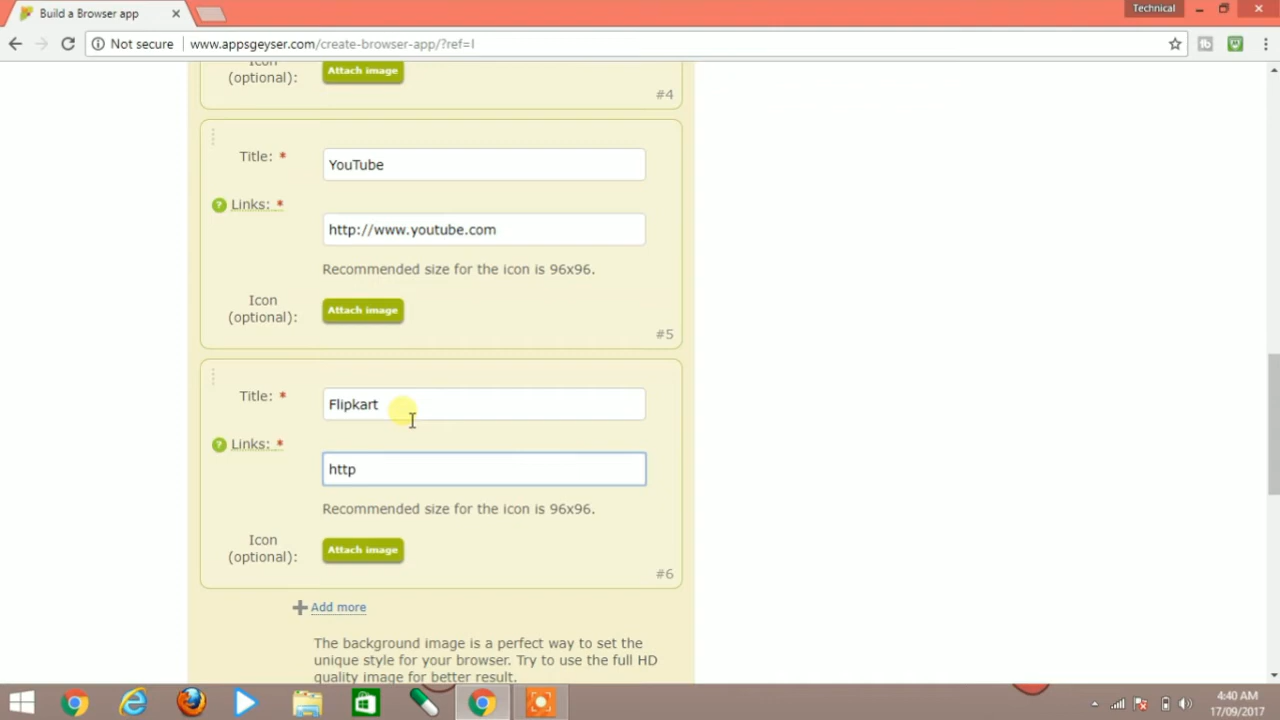 Build a Browser app
Technical
Not secure
www.appsgeyser.com/create-browser-app/?ref=l
Icon
(optional):
Attach image
#4
Title: *
YouTube
Links: *
http://www.youtube.com
Recommended size for the icon is 96x96.
Icon
(optional):
Attach image
#5
Title: *
Flipkart
Links: *
http
Recommended size for the icon is 96x96.
Icon
(optional):
Attach image
#6
Add more
The background image is a perfect way to set the
unique style for your browser. Try to use the full HD
quality image for better result.
4:40 AM
17/09/2017